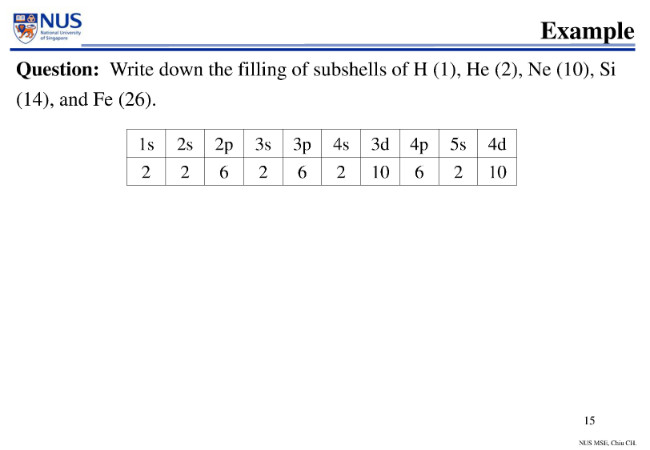 NUS
National University
of Singapore
Example
Question: Write down the filling of subshells of H (1), He (2), Ne (10), Si
(14), and Fe (26).
1s 2s 2p 3s 3p 4s 3d 4p 5s 4d
2 2 6 2 6 2 10 6 2 10
15
NUS MSE, Chiu CH.